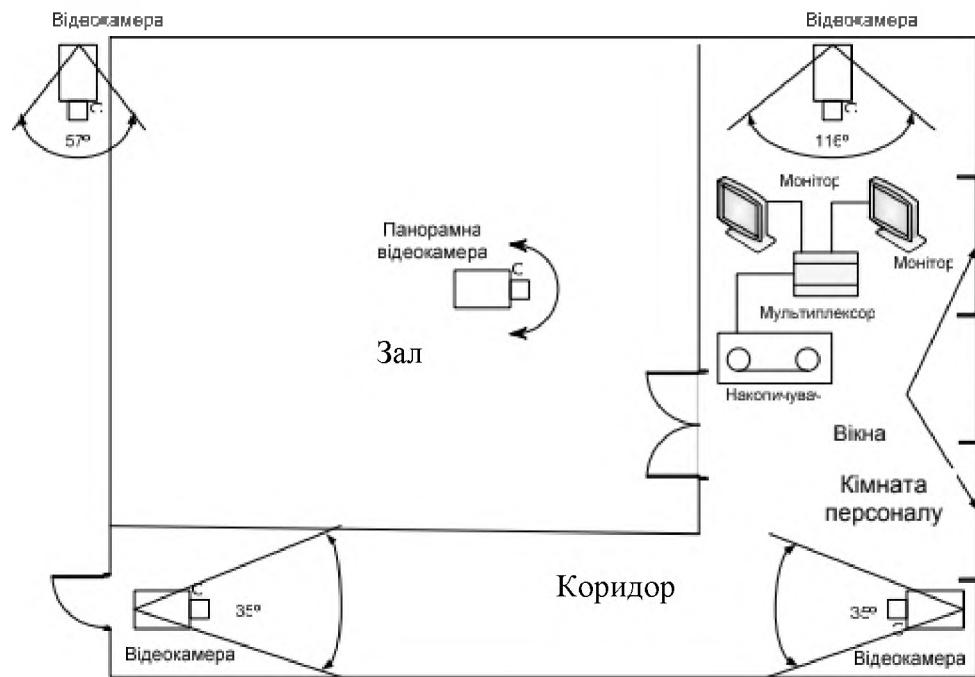 Відеокамера
Відеокамера
57º
116º
Монітор
Монітор
Панорамна
відеокамера
Мультиплексор
Зал
Накопичувач
Вікна
Кімната
персоналу
Коридор
35º
35º
Відеокамера
Відеокамера